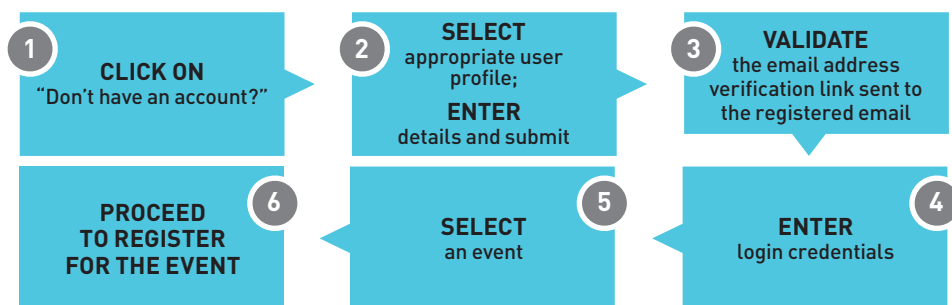 1
CLICK ON
“Don’t have an account?”
2
SELECT
appropriate user
profile;
ENTER
details and submit
3
VALIDATE
the email address
verification link sent to
the registered email
4
ENTER
login credentials
5
SELECT
an event
6
PROCEED
TO REGISTER
FOR THE EVENT